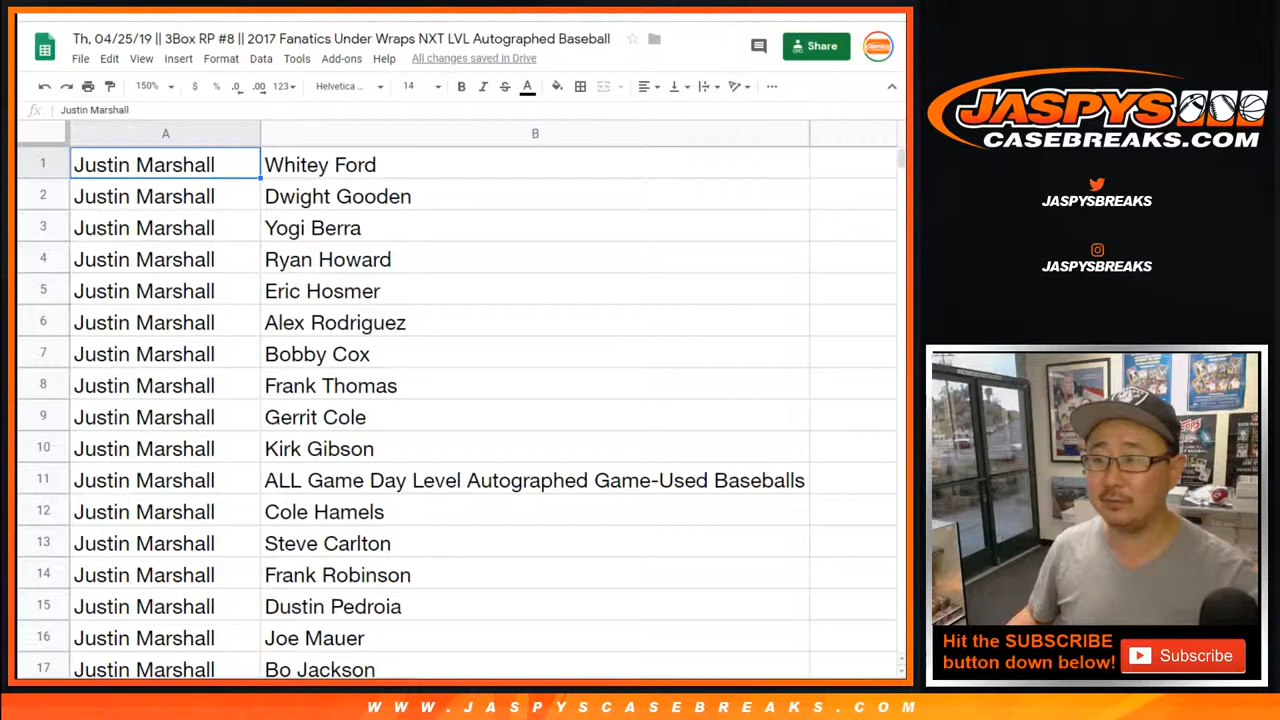 Th, 04/25/19 || 3Box RP #8 || 2017 Fanatics Under Wraps NXT LVL Autographed Baseball
File Edit View Insert Format Data Tools Add-ons Help All changes saved in Drive
Share
150% $ % .0 .00 123 Helvetica ... 14 B I S A
fx Justin Marshall
A B
1 Justin Marshall Whitey Ford
2 Justin Marshall Dwight Gooden
3 Justin Marshall Yogi Berra
4 Justin Marshall Ryan Howard
5 Justin Marshall Eric Hosmer
6 Justin Marshall Alex Rodriguez
7 Justin Marshall Bobby Cox
8 Justin Marshall Frank Thomas
9 Justin Marshall Gerrit Cole
10 Justin Marshall Kirk Gibson
11 Justin Marshall ALL Game Day Level Autographed Game-Used Baseballs
12 Justin Marshall Cole Hamels
13 Justin Marshall Steve Carlton
14 Justin Marshall Frank Robinson
15 Justin Marshall Dustin Pedroia
16 Justin Marshall Joe Mauer
17 Justin Marshall Bo Jackson
JASPYS
CASEBREAKS.COM
JASPYSBREAKS
JASPYSBREAKS
Hit the SUBSCRIBE
button down below!
Subscribe
WWW.JASPYSCASEBREAKS.COM